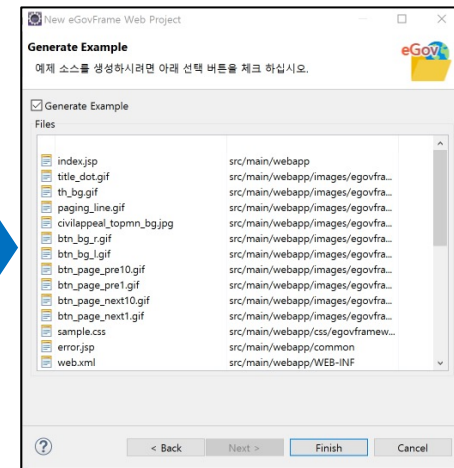 New eGovFrame Web Project
Generate Example
예제 소스를 생성하시려면 아래 선택 버튼을 체크 하십시오.
eGov
Generate Example
Files
index.jsp src/main/webapp
title_dot.gif src/main/webapp/images/egovfra...
th_bg.gif src/main/webapp/images/egovfra...
paging_line.gif src/main/webapp/images/egovfra...
civilappeal_topmn_bg.jpg src/main/webapp/images/egovfra...
btn_bg_r.gif src/main/webapp/images/egovfra...
btn_bg_l.gif src/main/webapp/images/egovfra...
btn_page_pre10.gif src/main/webapp/images/egovfra...
btn_page_pre1.gif src/main/webapp/images/egovfra...
btn_page_next10.gif src/main/webapp/images/egovfra...
btn_page_next1.gif src/main/webapp/images/egovfra...
sample.css src/main/webapp/css/egovframew...
error.jsp src/main/webapp/common
web.xml src/main/webapp/WEB-INF
? < Back Next > Finish Cancel